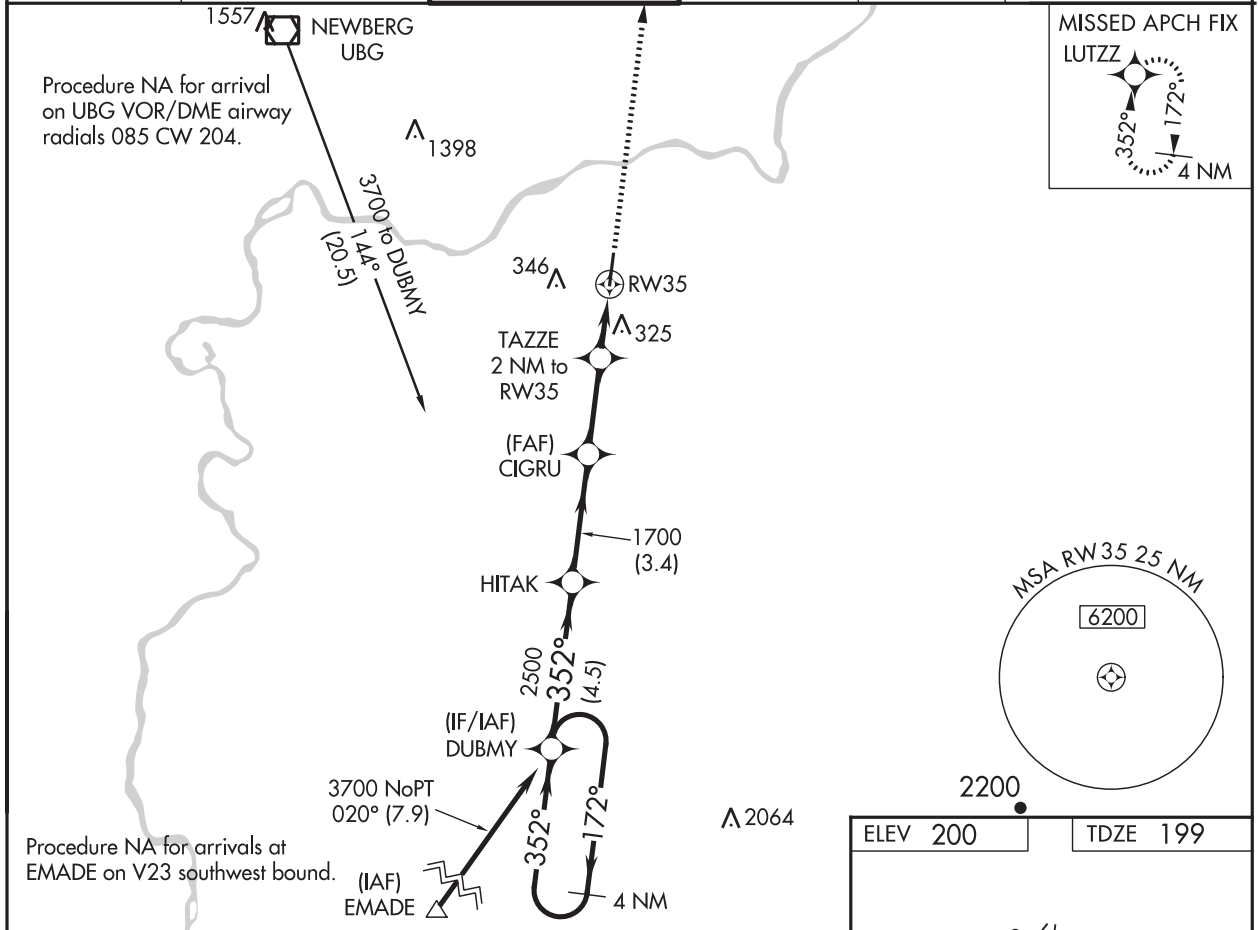 1557
NEWBERG
UBG
MISSED APCH FIX
LUTZZ
352°
172°
4 NM
Procedure NA for arrival
on UBG VOR/DME airway
radials 085 CW 204.
1398
3700 to DUBMY
144°
(20.5)
346
RW35
325
TAZZE
2 NM to
RW35
(FAF)
CIGRU
1700
(3.4)
HITAK
2500
352°
(4.5)
MSA RW35 25 NM
6200
(IF/IAF)
DUBMY
3700 NoPT
020° (7.9)
352°
172°
4 NM
2064
2200
Procedure NA for arrivals at
EMADE on V23 southwest bound.
(IAF)
EMADE
ELEV 200
TDZE 199